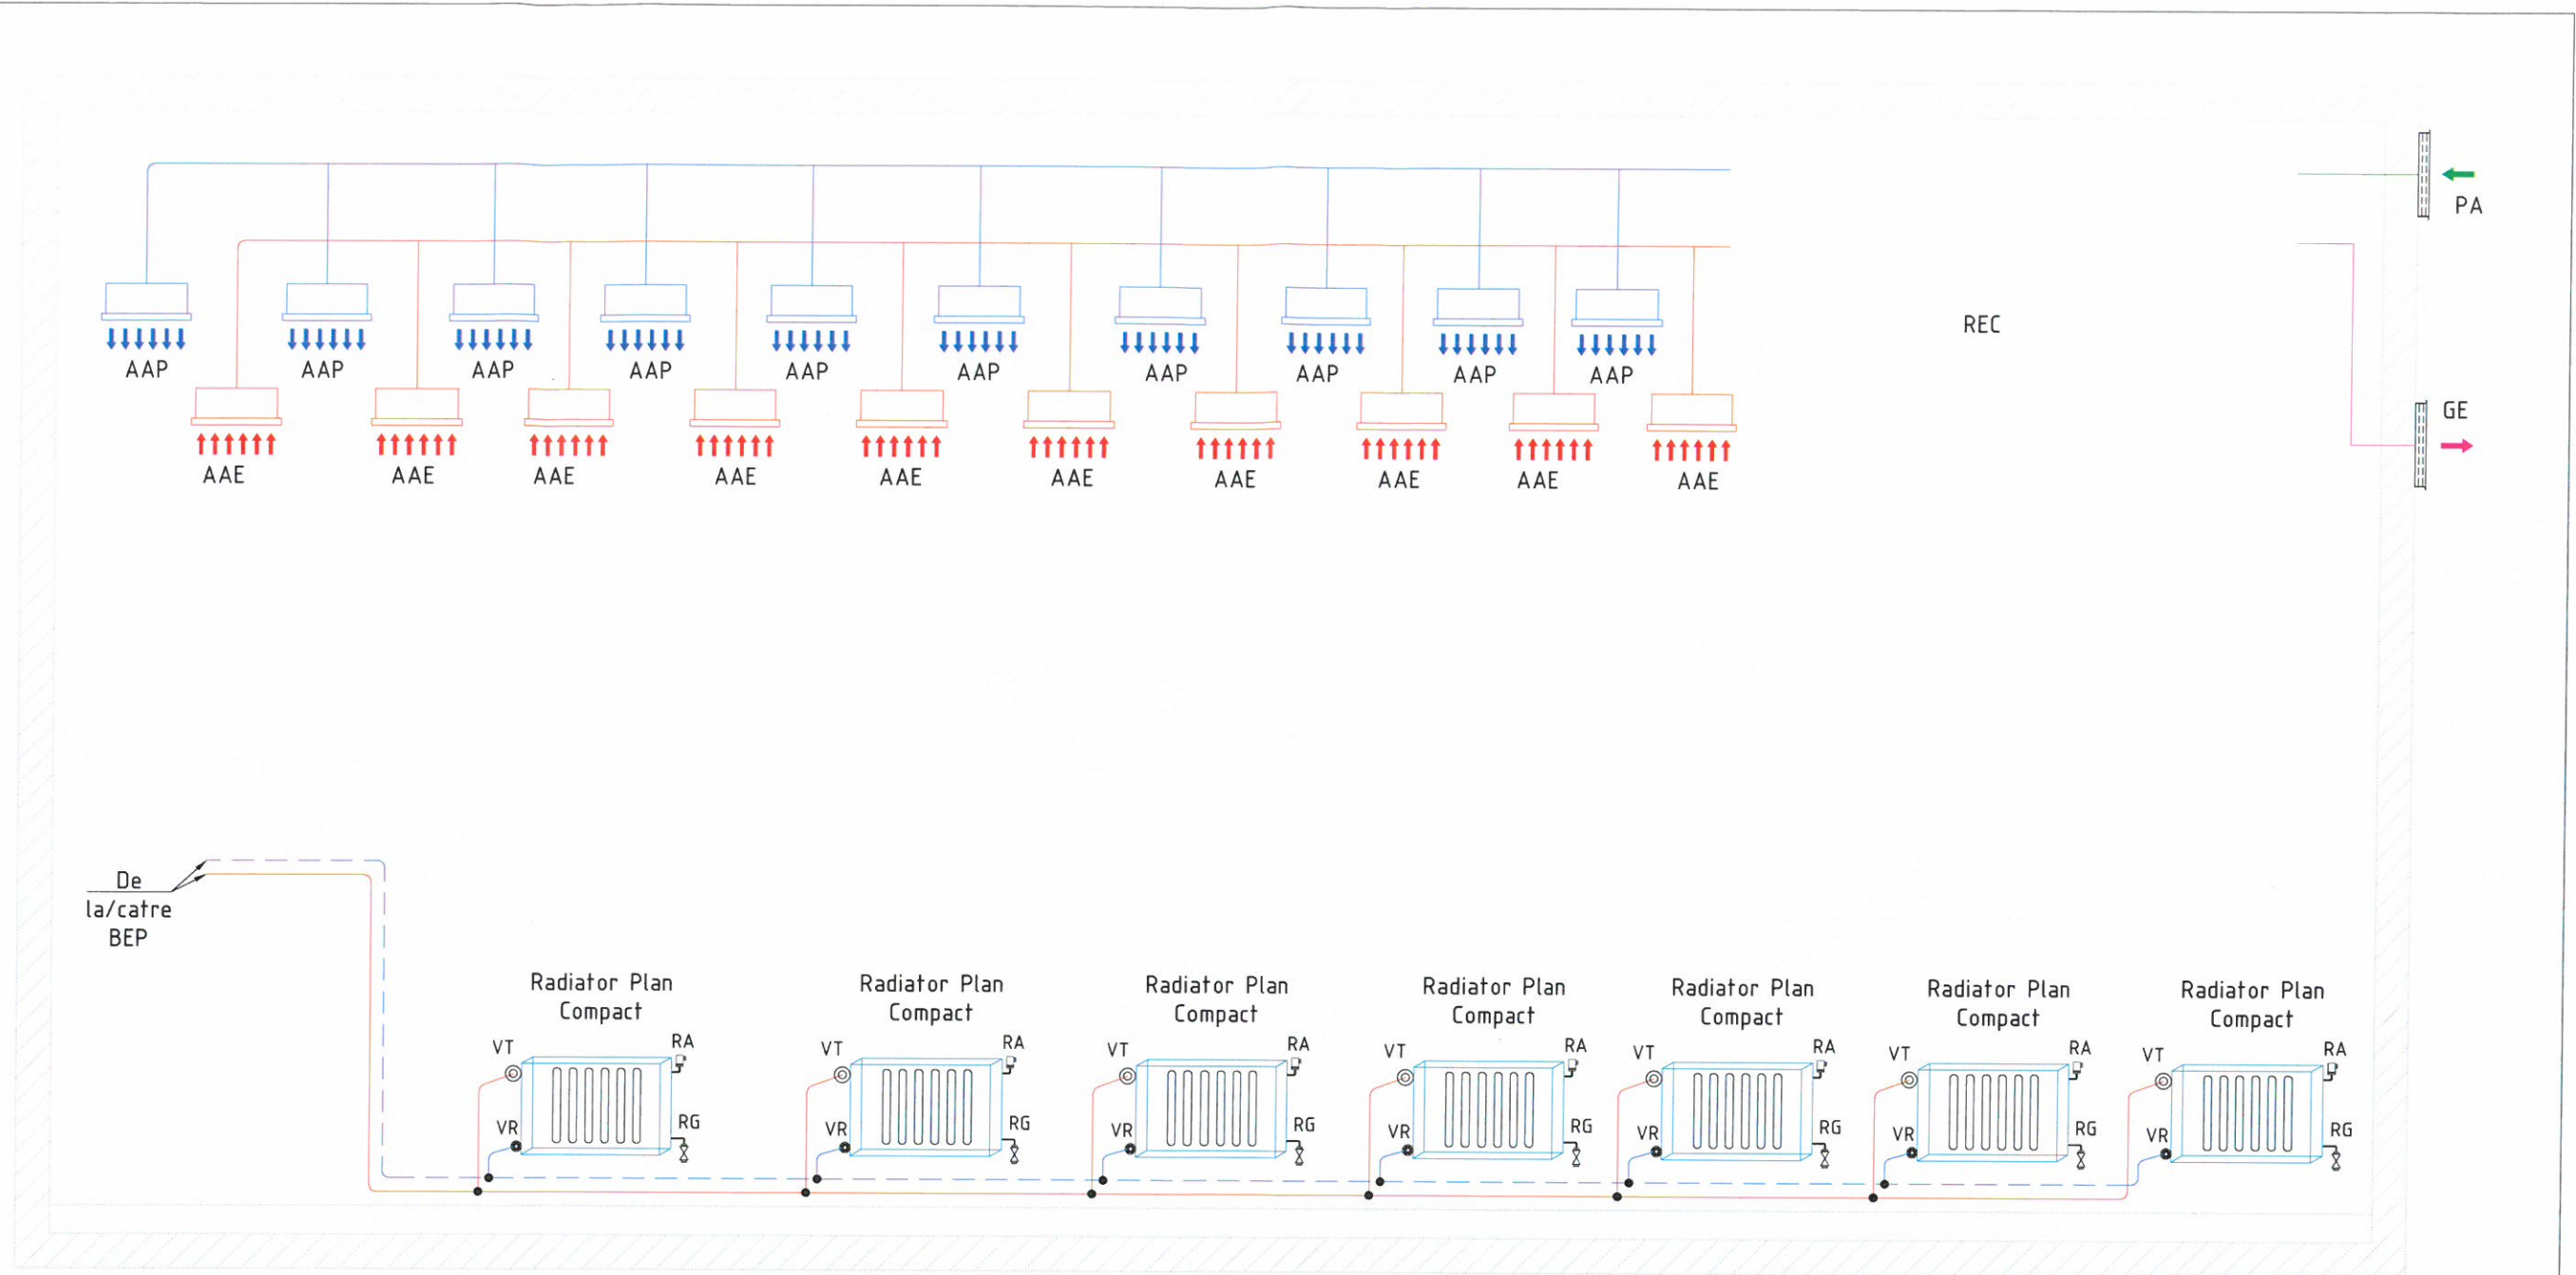 PA
REC
AAP AAP AAP AAP AAP AAP AAP AAP AAP AAP
GE
AAE AAE AAE AAE AAE AAE AAE AAE AAE AAE
De
la/catre
BEP
Radiator Plan
Compact
VT
RA
VR
RG
Radiator Plan
Compact
VT
RA
VR
RG
Radiator Plan
Compact
VT
RA
VR
RG
Radiator Plan
Compact
VT
RA
VR
RG
Radiator Plan
Compact
VT
RA
VR
RG
Radiator Plan
Compact
VT
RA
VR
RG
Radiator Plan
Compact
VT
RA
VR
RG